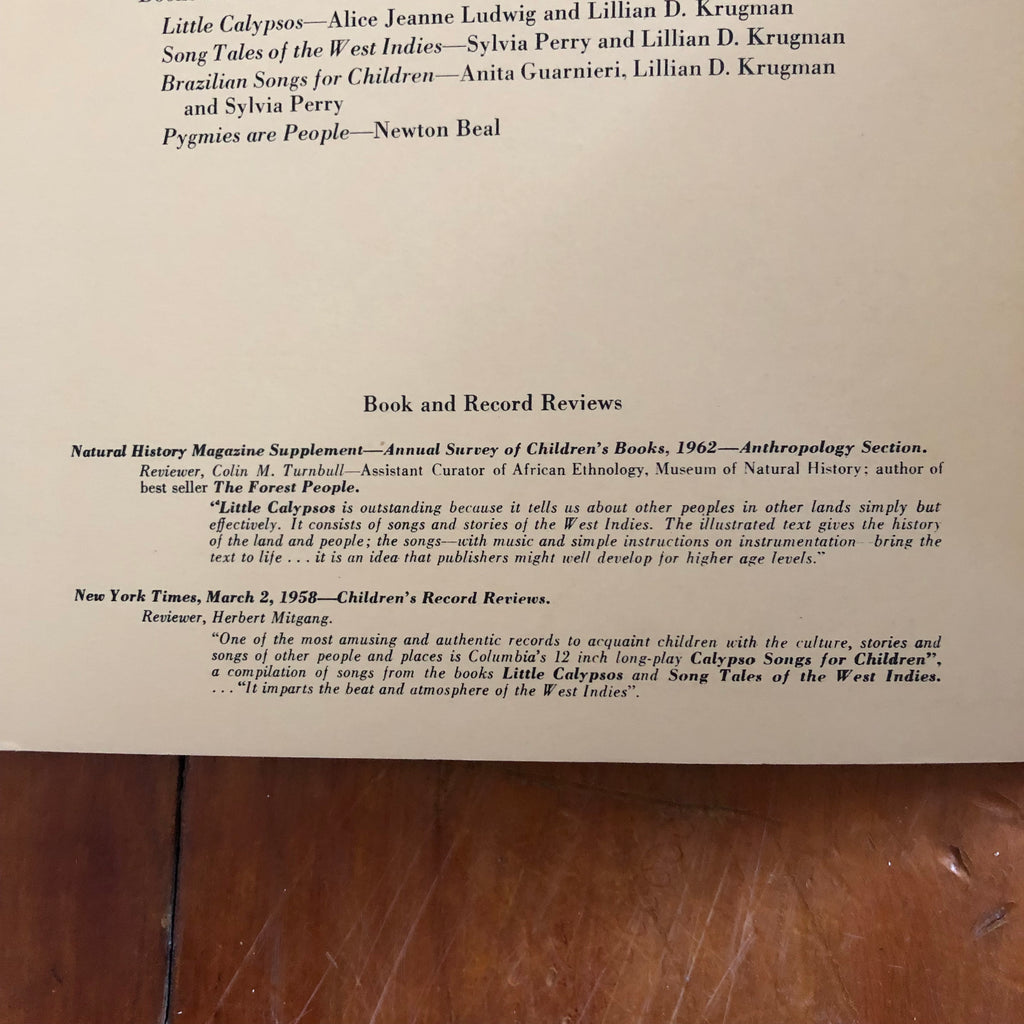 Little Calypsos—Alice Jeanne Ludwig and Lillian D. Krugman
Song Tales of the West Indies—Sylvia Perry and Lillian D. Krugman
Brazilian Songs for Children—Anita Guarnieri, Lillian D. Krugman
and Sylvia Perry
Pygmies are People—Newton Beal
Book and Record Reviews
Natural History Magazine Supplement—Annual Survey of Children's Books, 1962—Anthropology Section.
Reviewer, Colin M. Turnbull—Assistant Curator of African Ethnology, Museum of Natural History; author of
best seller The Forest People.
"Little Calypsos is outstanding because it tells us about other peoples in other lands simply but
effectively. It consists of songs and stories of the West Indies. The illustrated text gives the history
of the land and people; the songs—with music and simple instructions on instrumentation—bring the
text to life . . . it is an idea that publishers might well develop for higher age levels."
New York Times, March 2, 1958—Children's Record Reviews.
Reviewer, Herbert Mitgang.
"One of the most amusing and authentic records to acquaint children with the culture, stories and
songs of other people and places is Columbia's 12 inch long-play Calypso Songs for Children",
a compilation of songs from the books Little Calypsos and Song Tales of the West Indies.
. . . "It imparts the beat and atmosphere of the West Indies".